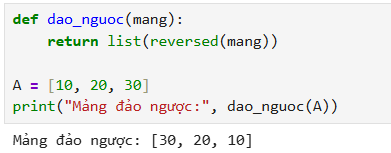 def dao_nguoc(mang):
    return list(reversed(mang))
A = [10, 20, 30]
print("Mảng đảo ngược:", dao_nguoc(A))
Mảng đảo ngược: [30, 20, 10]